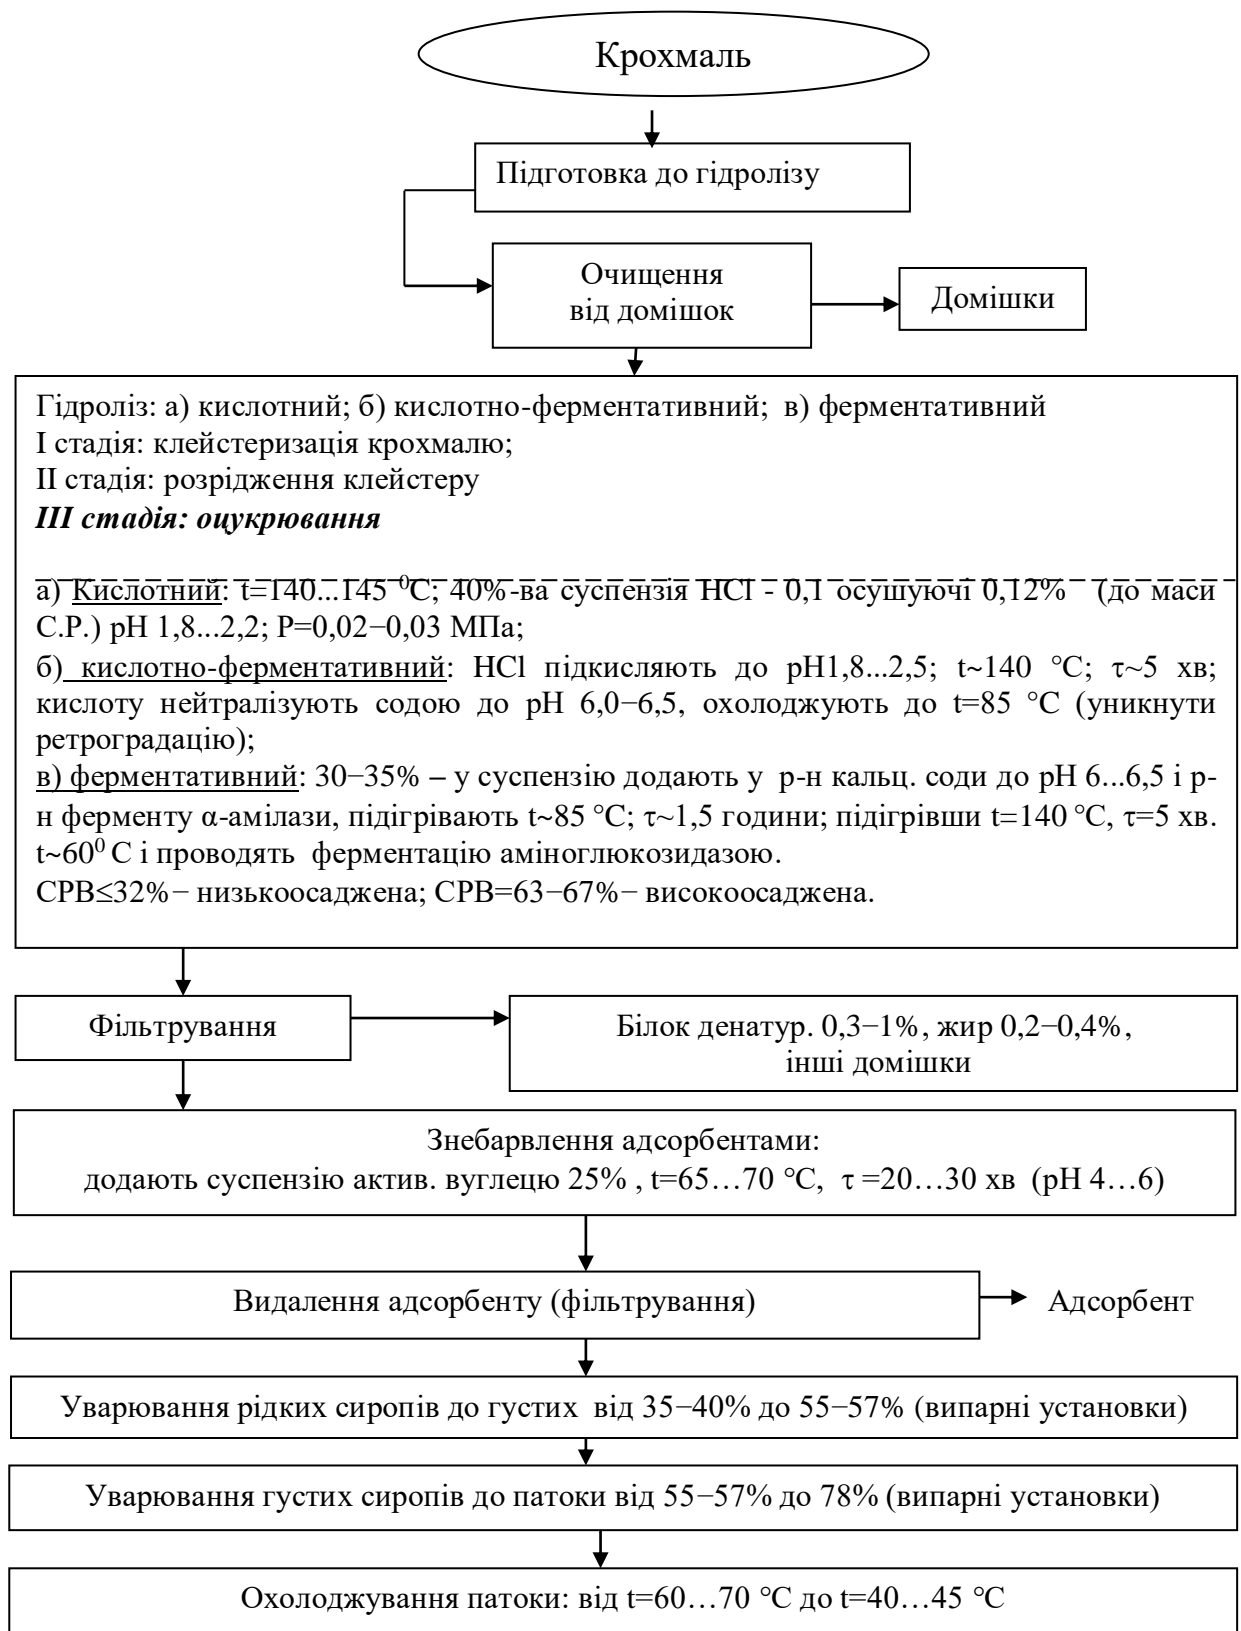 Крохмаль
Підготовка до гідролізу
Очищення
від домішок
Домішки
Гідроліз: а) кислотний; б) кислотно-ферментативний; в) ферментативний
І стадія: клейстеризація крохмалю;
ІІ стадія: розрідження клейстеру
ІІІ стадія: оцукрювання
а) Кислотний: t=140...145 ⁰С; 40%-ва суспензія HCl - 0,1 осушуючі 0,12% (до маси
С.Р.) рН 1,8...2,2; Р=0,02−0,03 МПа;
б) кислотно-ферментативний: HCl підкисляють до рН1,8...2,5; t~140 °С; τ~5 хв;
кислоту нейтралізують содою до рН 6,0−6,5, охолоджують до t=85 °С (уникнути
ретроградацію);
в) ферментативний: 30−35% – у суспензію додають у р-н кальц. соди до рН 6...6,5 і р-
н ферменту α-амілази, підігрівають t~85 °С; τ~1,5 години; підігрівши t=140 °С, τ=5 хв.
t~60⁰ С і проводять ферментацію аміноглюкозидазою.
СРВ≤32%− низькоосаджена; СРВ=63−67%− високоосаджена.
Фільтрування
Білок денатур. 0,3−1%, жир 0,2−0,4%,
інші домішки
Знебарвлення адсорбентами:
додають суспензію актив. вуглецю 25% , t=65…70 °С, τ =20…30 хв (рН 4…6)
Видалення адсорбенту (фільтрування)
Адсорбент
Уварювання рідких сиропів до густих від 35−40% до 55−57% (випарні установки)
Уварювання густих сиропів до патоки від 55−57% до 78% (випарні установки)
Охолоджування патоки: від t=60…70 °С до t=40…45 °С